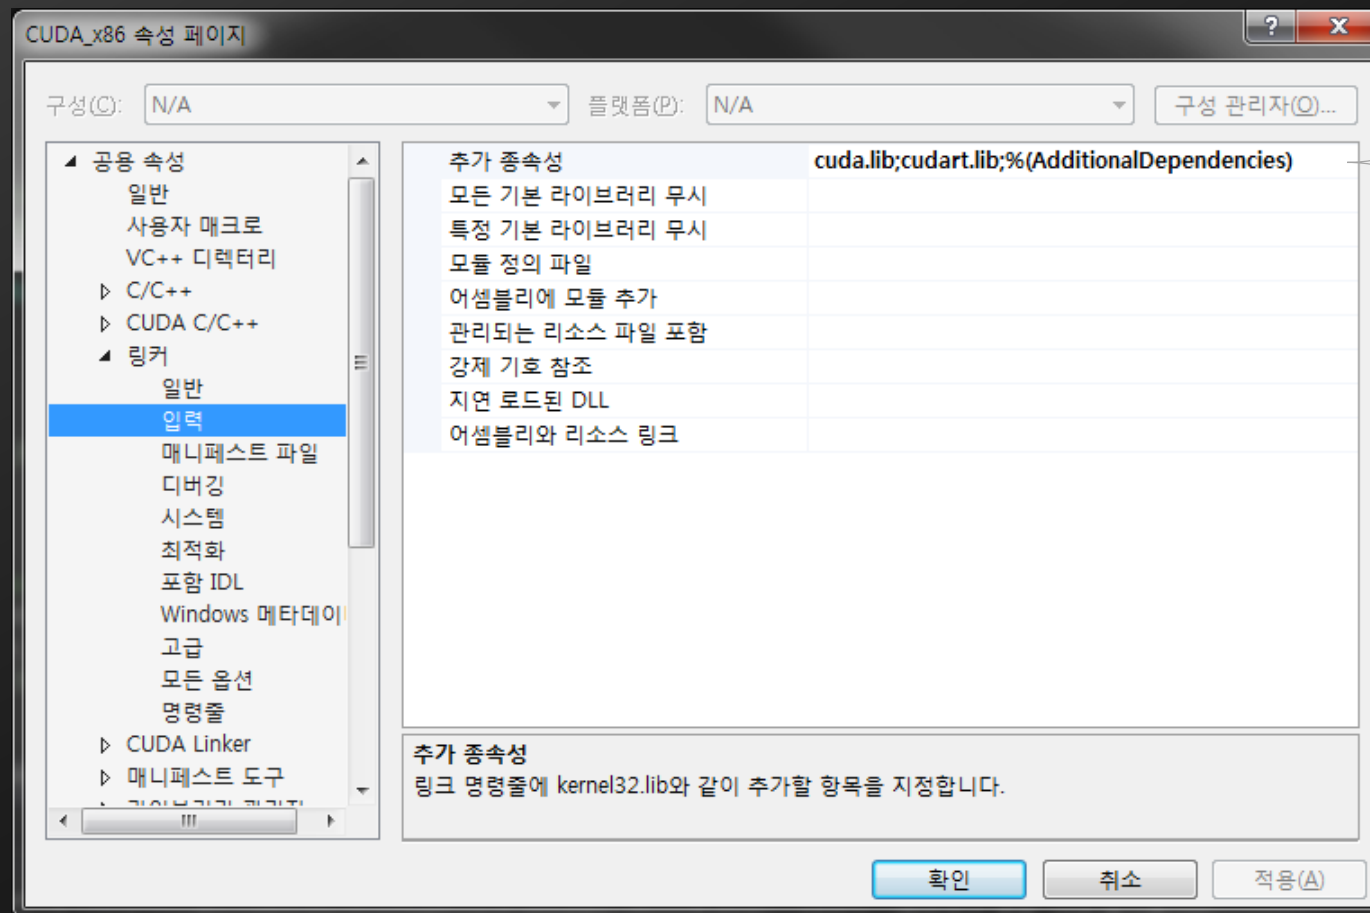 CUDA_x86 속성 페이지
구성(C): N/A 플랫폼(P): N/A 구성 관리자(O)...
공용 속성
일반
사용자 매크로
VC++ 디렉터리
C/C++
CUDA C/C++
링커
일반
입력
매니페스트 파일
디버깅
시스템
최적화
포함 IDL
Windows 메타데이
고급
모든 옵션
명령줄
CUDA Linker
매니페스트 도구
추가 종속성 cuda.lib;cudart.lib;%(AdditionalDependencies)
모든 기본 라이브러리 무시
특정 기본 라이브러리 무시
모듈 정의 파일
어셈블리에 모듈 추가
관리되는 리소스 파일 포함
강제 기호 참조
지연 로드된 DLL
어셈블리와 리소스 링크
추가 종속성
링크 명령줄에 kernel32.lib와 같이 추가할 항목을 지정합니다.
확인 취소 적용(A)